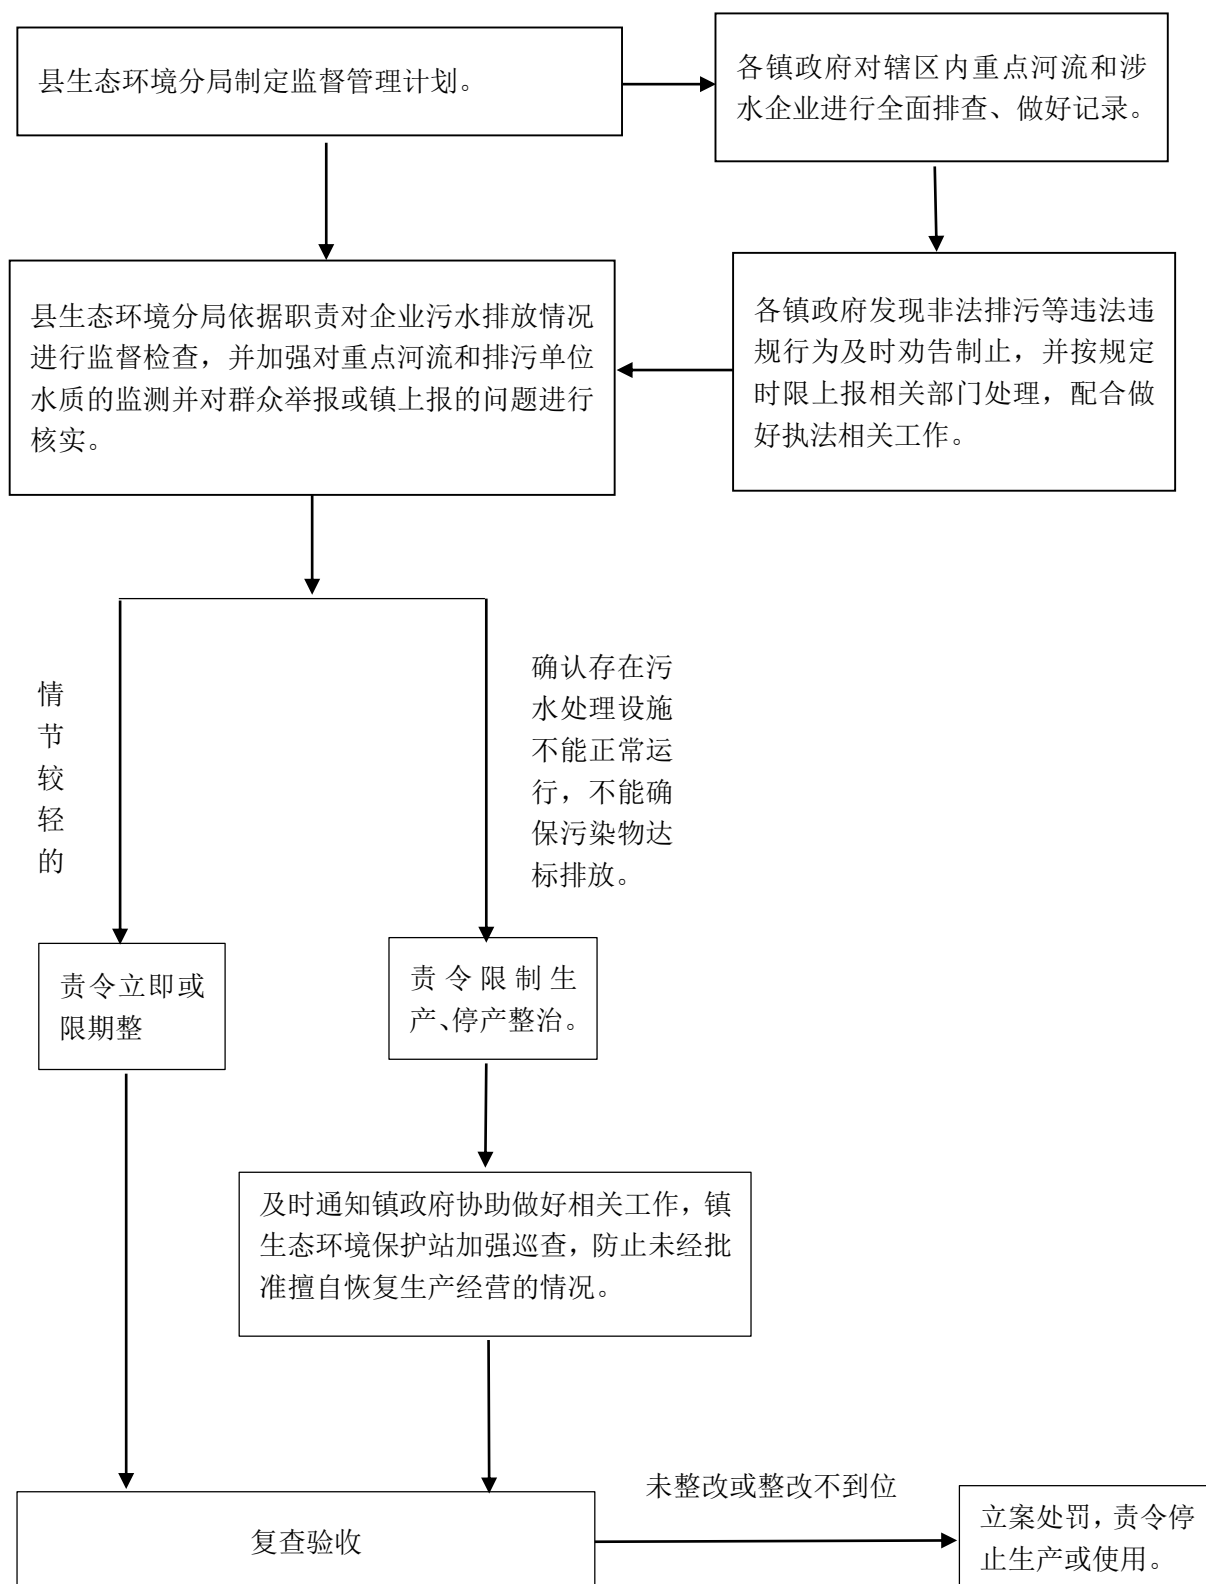 县生态环境分局制定监督管理计划。
各镇政府对辖区内重点河流和涉
水企业进行全面排查、做好记录。
县生态环境分局依据职责对企业污水排放情况
进行监督检查，并加强对重点河流和排污单位
水质的监测并对群众举报或镇上报的问题进行
核实。
各镇政府发现非法排污等违法违
规行为及时劝告制止，并按规定
时限上报相关部门处理，配合做
好执法相关工作。
情
节
较
轻
的
确认存在污
水处理设施
不能正常运
行，不能确
保污染物达
标排放。
责令立即或
限期整
责令限制生
产、停产整治。
及时通知镇政府协助做好相关工作，镇
生态环境保护站加强巡查，防止未经批
准擅自恢复生产经营的情况。
复查验收
未整改或整改不到位
立案处罚，责令停
止生产或使用。